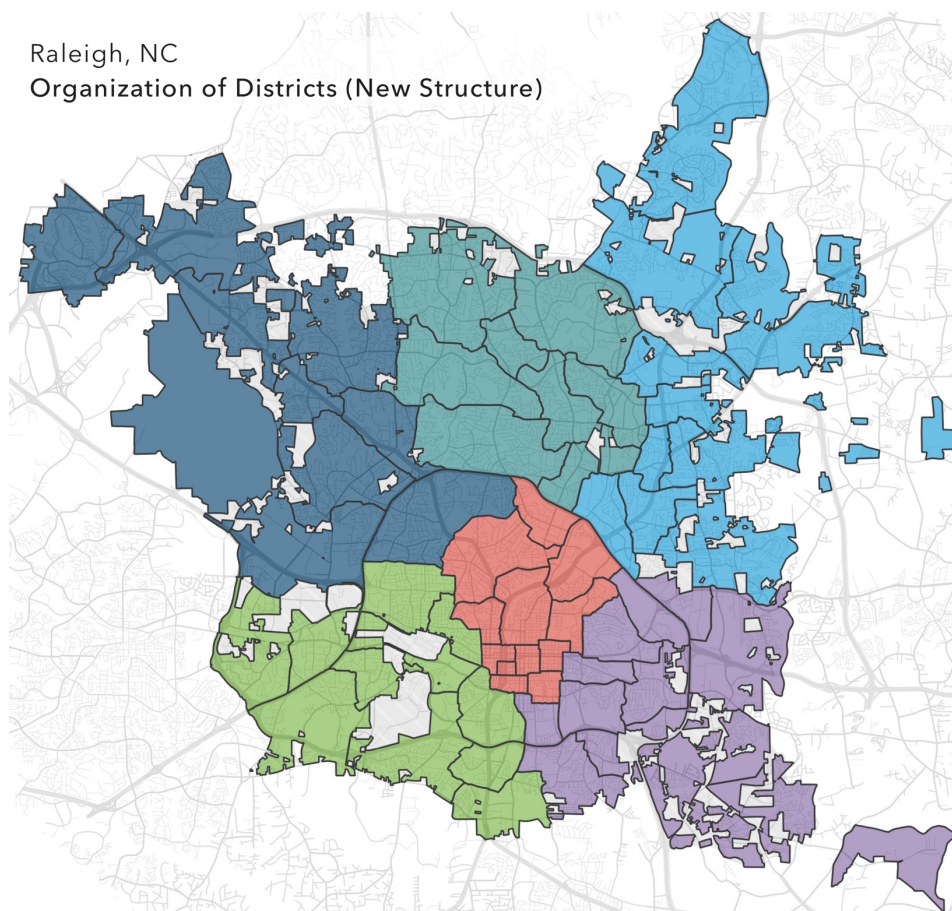 Raleigh, NC
Organization of Districts (New Structure)